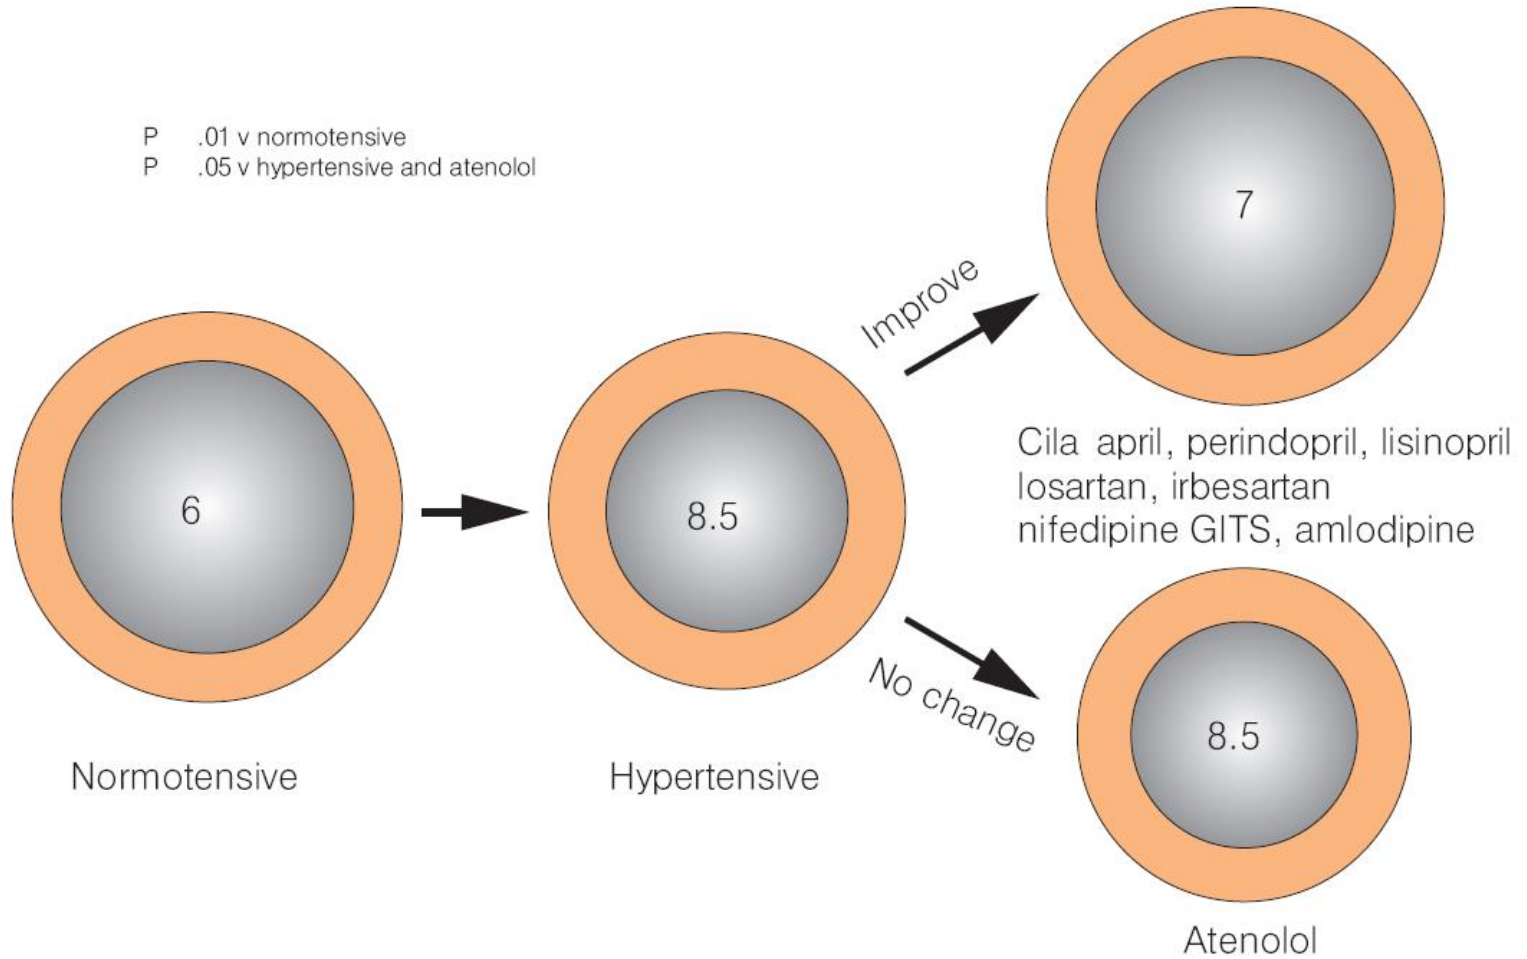 P .01 v normotensive
P .05 v hypertensive and atenolol
6
Normotensive
8.5
Hypertensive
Improve
7
Cila april, perindopril, lisinopril
losartan, irbesartan
nifedipine GITS, amlodipine
No change
8.5
Atenolol